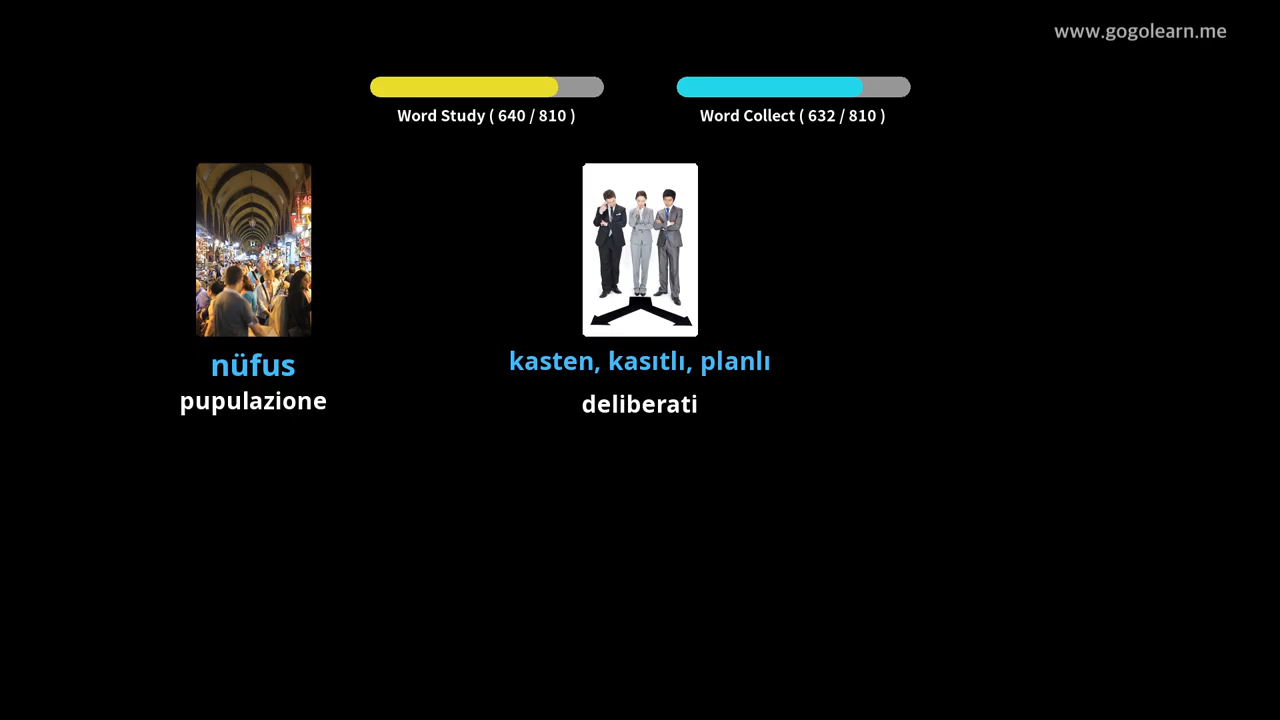 www.gogolearn.me
Word Study ( 640 / 810 )
Word Collect ( 632 / 810 )
nüfus
pupulazione
kasten, kasıtlı, planlı
deliberati